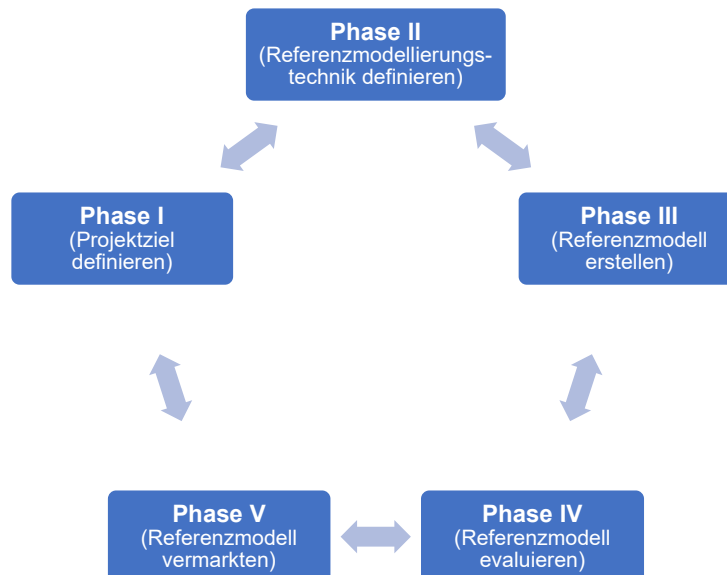 Phase II
(Referenzmodellierungs-
technik definieren)
Phase I
(Projektziel
definieren)
Phase III
(Referenzmodell
erstellen)
Phase V
(Referenzmodell
vermarkten)
Phase IV
(Referenzmodell
evaluieren)